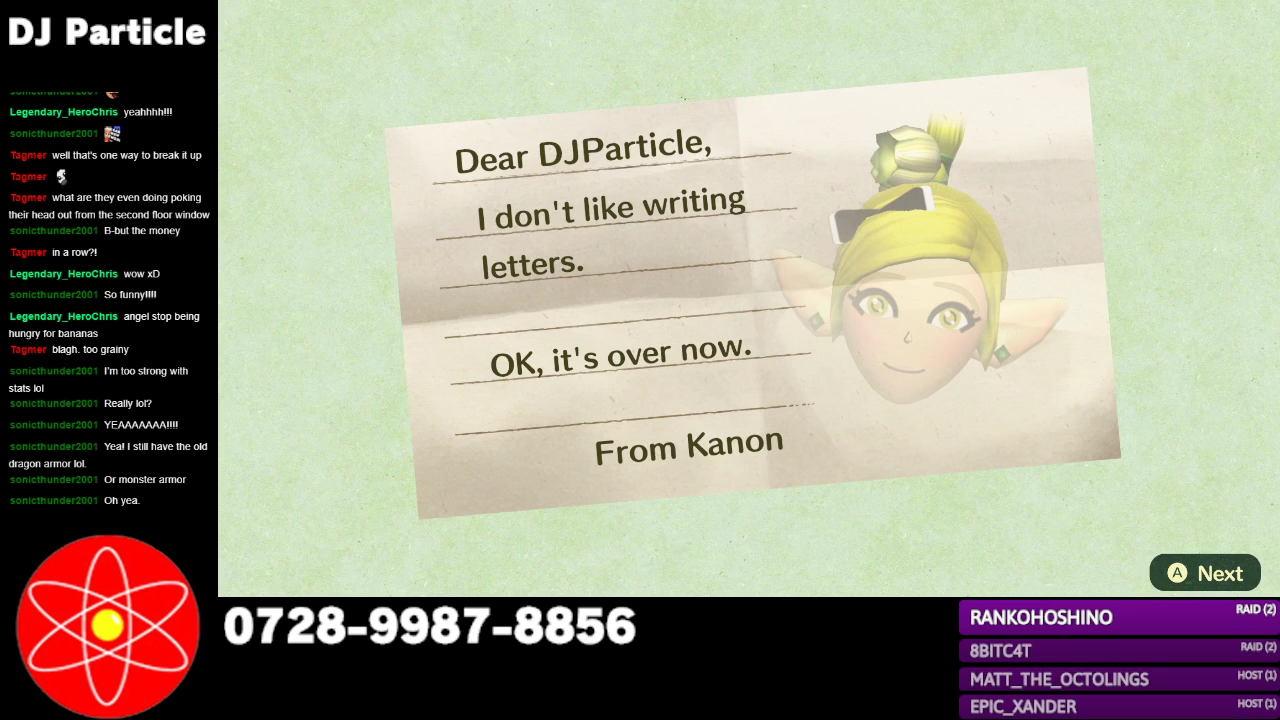 DJ Particle
sonicthunder2001
Legendary_HeroChris yeahhhh!!!
sonicthunder2001
Tagmer well that's one way to break it up
Tagmer
Tagmer what are they even doing poking
their head out from the second floor window
sonicthunder2001 B-but the money
Tagmer in a row?!
Legendary_HeroChris wow xD
sonicthunder2001 So funny!!!!
Legendary_HeroChris angel stop being
hungry for bananas
Tagmer blagh. too grainy
sonicthunder2001 I'm too strong with
stats lol
sonicthunder2001 Really lol?
sonicthunder2001 YEAAAAAAA!!!!
sonicthunder2001 Yea! I still have the old
dragon armor lol.
sonicthunder2001 Or monster armor
sonicthunder2001 Oh yea.
Dear DJParticle,
I don't like writing
letters.
OK, it's over now.
From Kanon
A Next
0728-9987-8856
RANKOHOSHINO RAID (2)
8BITC4T RAID (2)
MATT_THE_OCTOLINGS HOST (1)
EPIC_XANDER HOST (1)